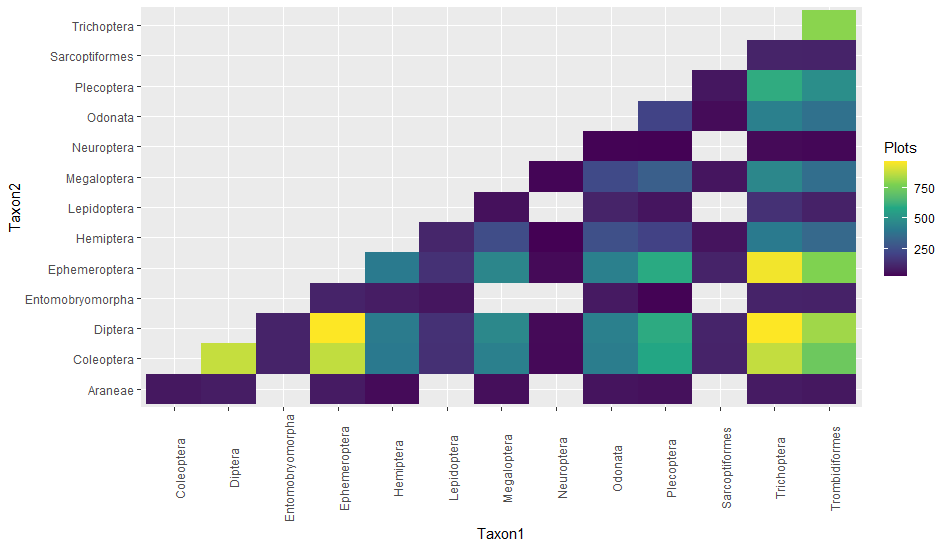 Trichoptera
Sarcoptiformes
Plecoptera
Odonata
Neuroptera
Megaloptera
Lepidoptera
Hemiptera
Ephemeroptera
Entomobryomorpha
Diptera
Coleoptera
Araneae
Taxon2
Coleoptera
Diptera
Entomobryomorpha
Ephemeroptera
Hemiptera
Lepidoptera
Megaloptera
Neuroptera
Odonata
Plecoptera
Sarcoptiformes
Trichoptera
Trombidiformes
Taxon1
Plots
750
500
250